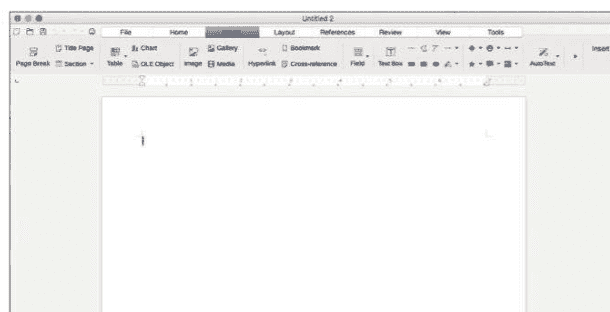 Untitled 2
File Home Layout References Review View Tools
Title Page Chart Gallery Bookmark Insert
Page Break Section Table OLE Object Image Media Hyperlink Cross-reference Field Text Box AutoText